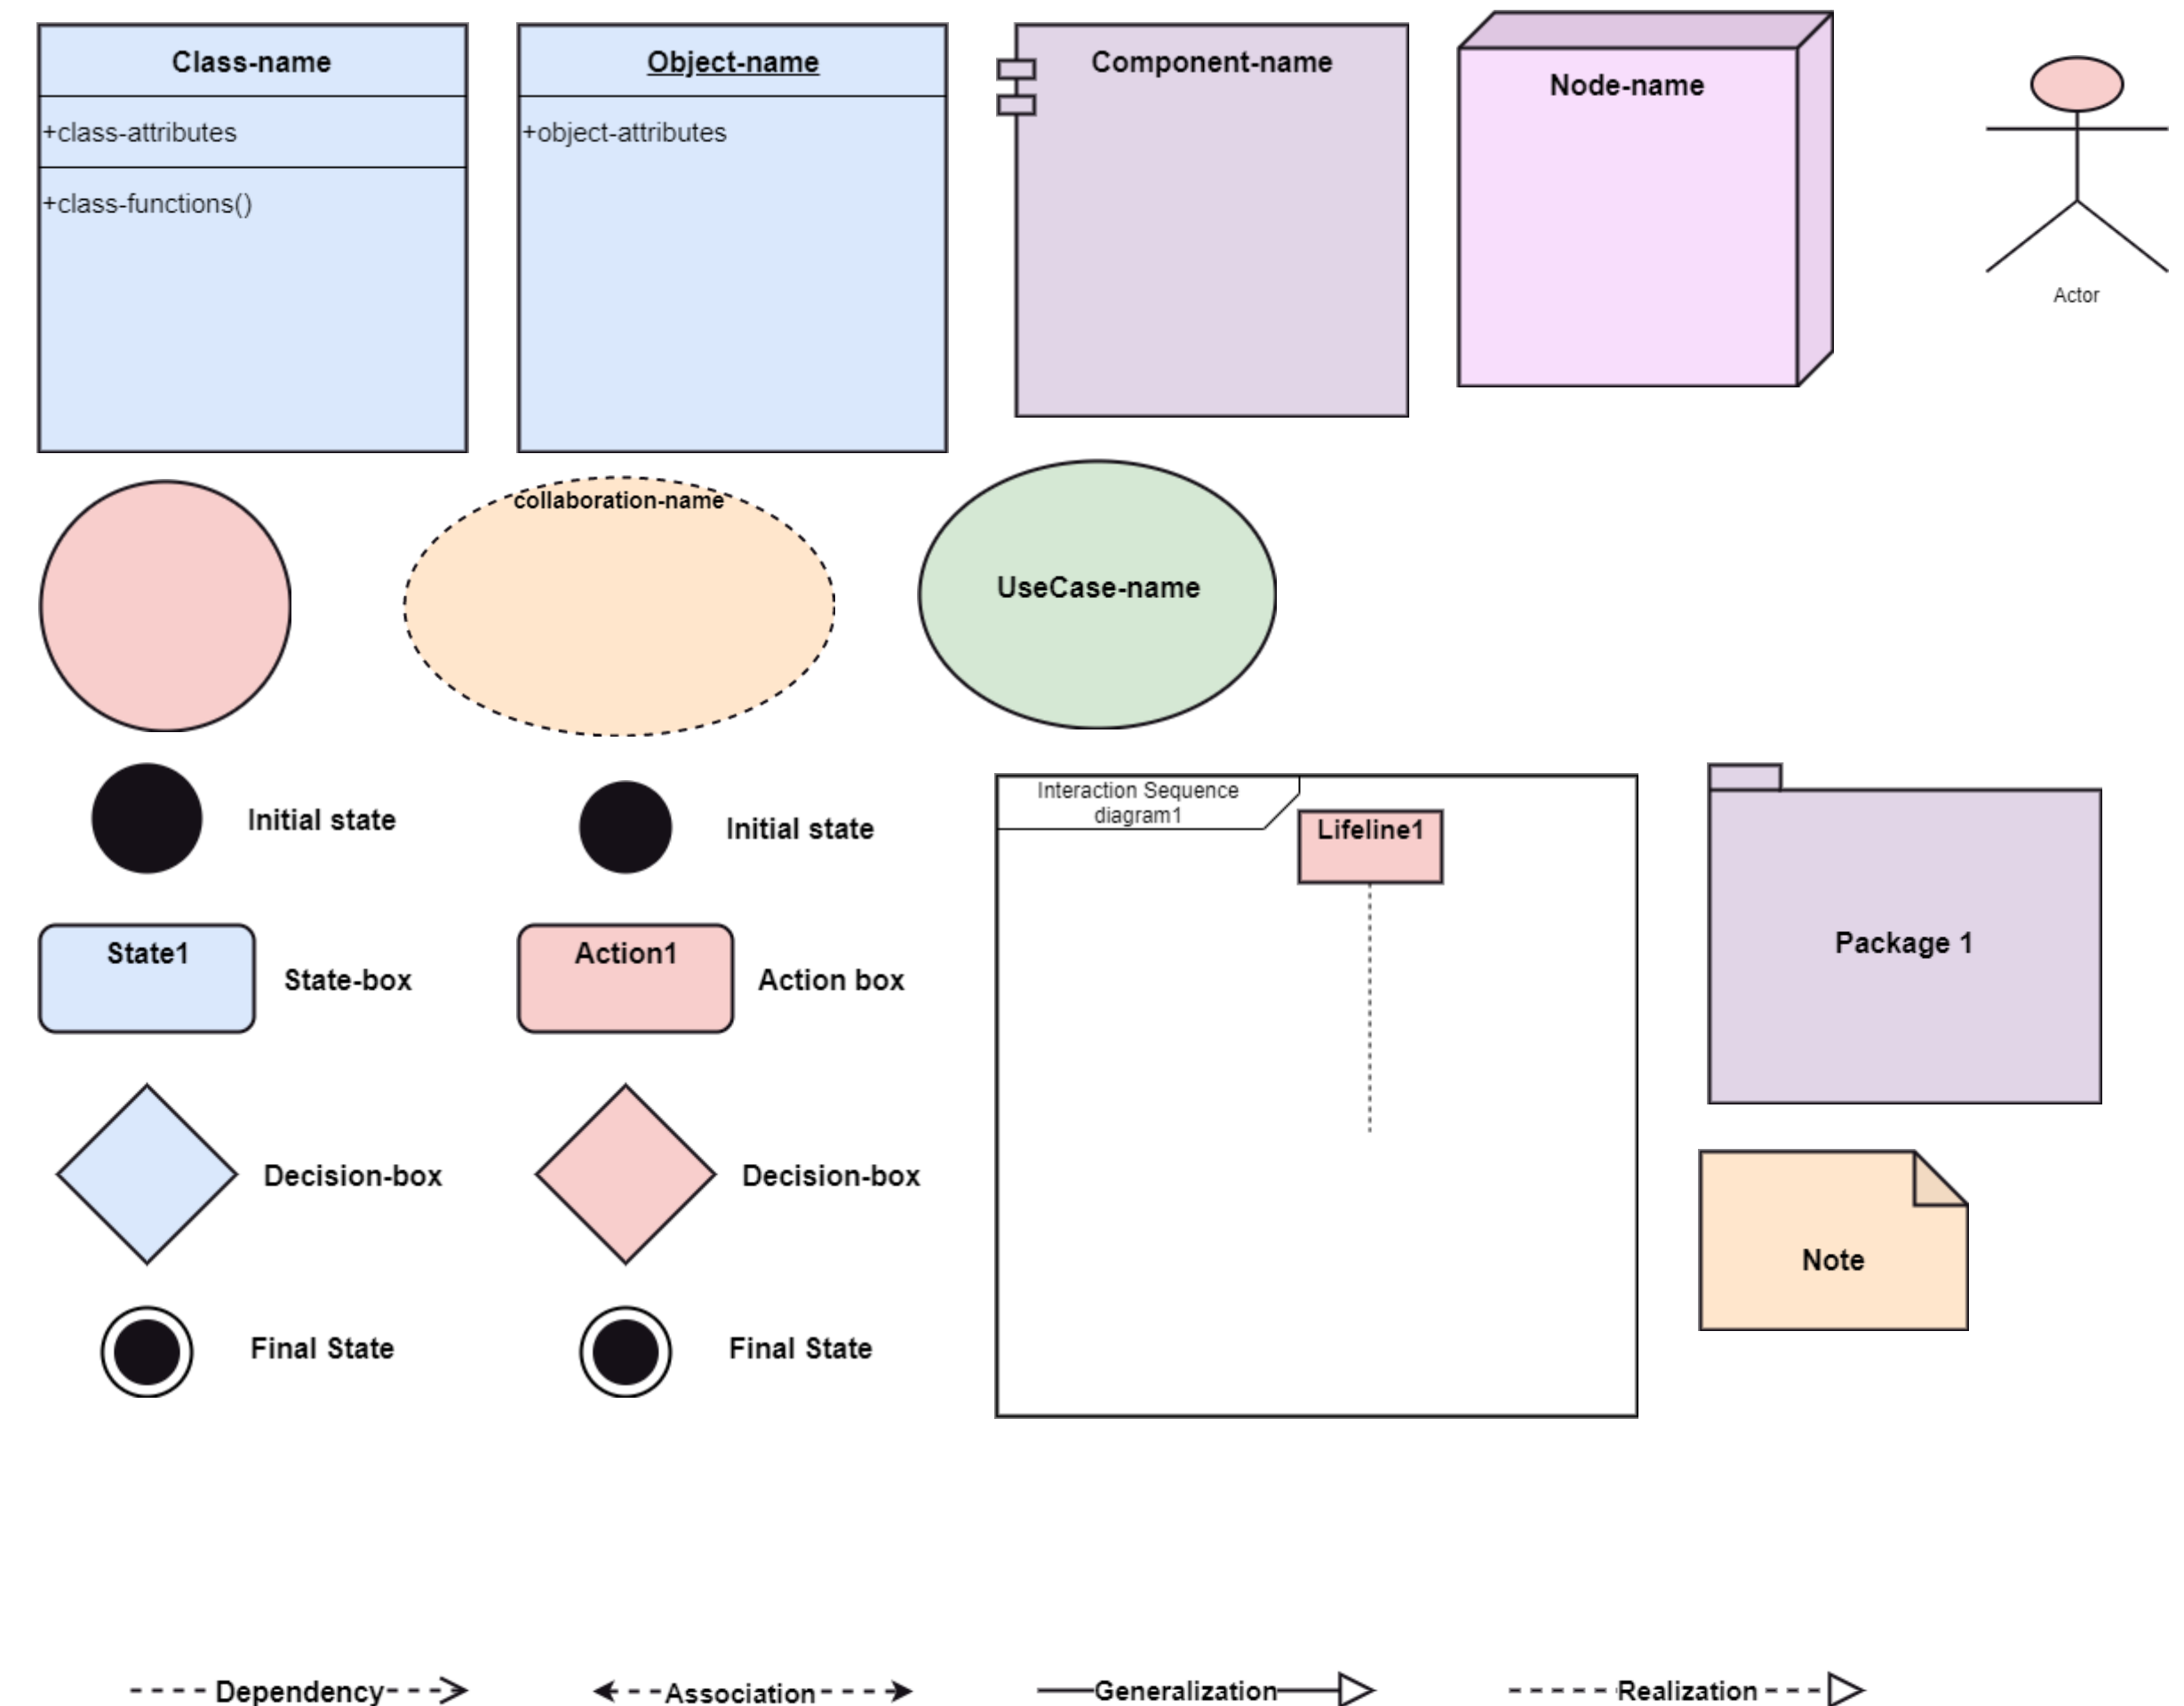 Class-name
+class-attributes
+class-functions()
Object-name
+object-attributes
Component-name
Node-name
Actor
collaboration-name
UseCase-name
Initial state
State1
State-box
Decision-box
Final State
Initial state
Action1
Action box
Decision-box
Final State
Interaction Sequence
diagram1
Lifeline1
Package 1
Note
Dependency
Association
Generalization
Realization